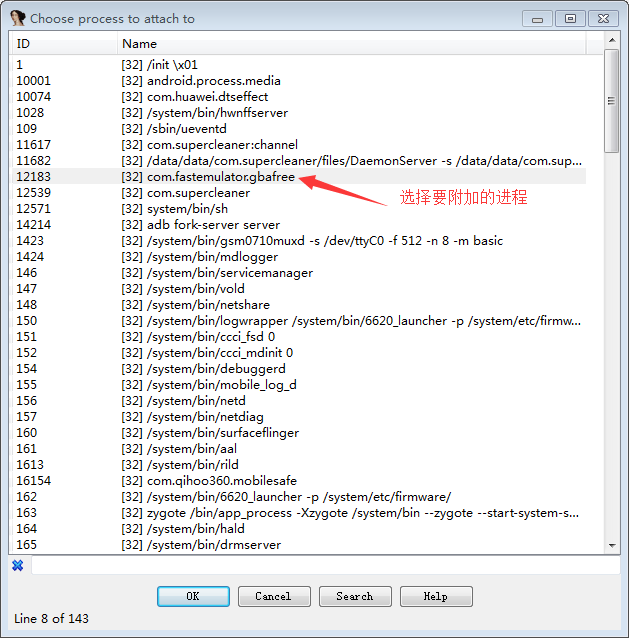 Choose process to attach to
ID Name
1 [32] /init \x01
10001 [32] android.process.media
10074 [32] com.huawei.dtseffect
1028 [32] /system/bin/hwnffserver
109 [32] /sbin/ueventd
11617 [32] com.supercleaner:channel
11682 [32] /data/data/com.supercleaner/files/DaemonServer -s /data/data/com.sup...
12183 [32] com.fastemulator.gbafree
12539 [32] com.supercleaner
选择要附加的进程
12571 [32] system/bin/sh
14214 [32] adb fork-server server
1423 [32] /system/bin/gsm0710muxd -s /dev/ttyC0 -f 512 -n 8 -m basic
1424 [32] /system/bin/mdlogger
146 [32] /system/bin/servicemanager
147 [32] /system/bin/vold
148 [32] /system/bin/netshare
150 [32] /system/bin/logwrapper /system/bin/6620_launcher -p /system/etc/firmw...
151 [32] /system/bin/ccci_fsd 0
152 [32] /system/bin/ccci_mdinit 0
154 [32] /system/bin/debuggerd
155 [32] /system/bin/mobile_log_d
156 [32] /system/bin/netd
157 [32] /system/bin/netdiag
160 [32] /system/bin/surfaceflinger
161 [32] /system/bin/aal
1613 [32] /system/bin/rild
16154 [32] com.qihoo360.mobilesafe
162 [32] /system/bin/6620_launcher -p /system/etc/firmware/
163 [32] zygote /bin/app_process -Xzygote /system/bin --zygote --start-system-s...
164 [32] /system/bin/hald
165 [32] /system/bin/drmserver
OK Cancel Search Help
Line 8 of 143